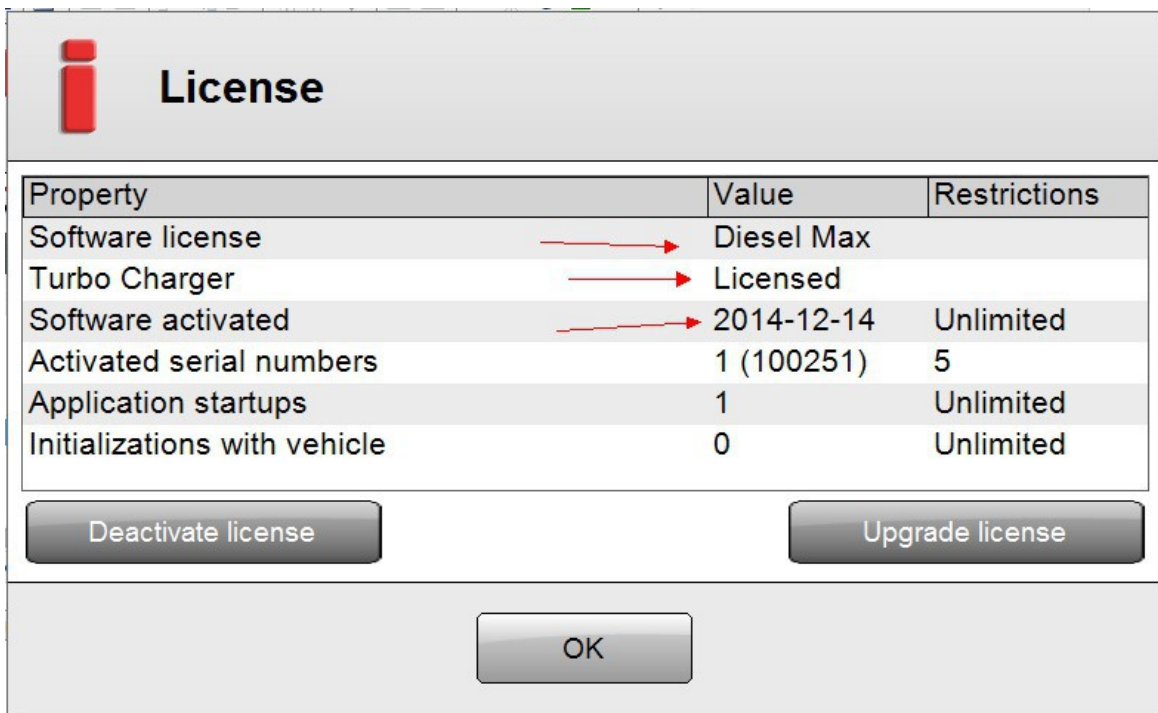 License
Property Value Restrictions
Software license Diesel Max
Turbo Charger Licensed
Software activated 2014-12-14 Unlimited
Activated serial numbers 1 (100251) 5
Application startups 1 Unlimited
Initializations with vehicle 0 Unlimited
Deactivate license Upgrade license
OK